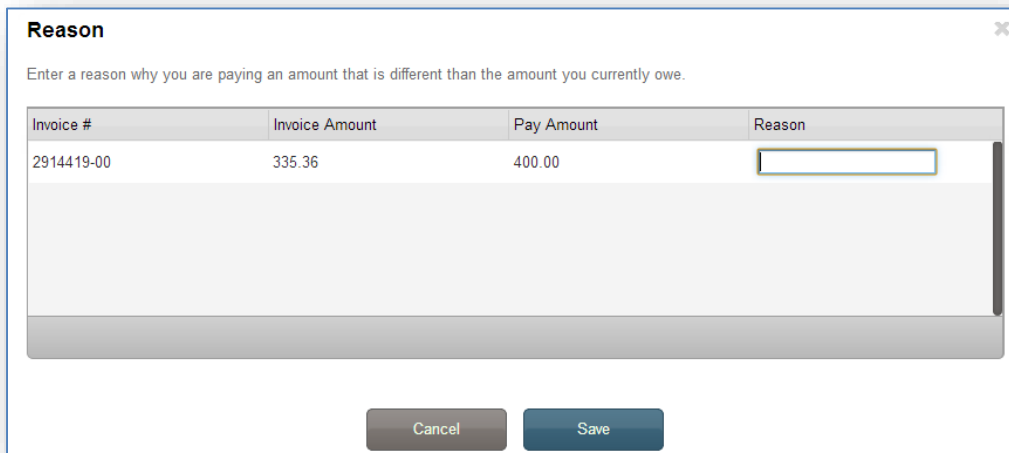 Reason
Enter a reason why you are paying an amount that is different than the amount you currently owe.
Invoice # Invoice Amount Pay Amount Reason
2914419-00 335.36 400.00
Cancel Save